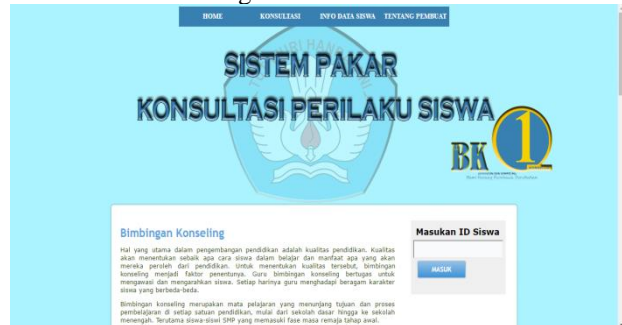 HOME KONSULTASI INFO DATA SISWA TENTANG PEMBUAT
TUT WURI HANDAYANI
SISTEM PAKAR
KONSULTASI PERILAKU SISWA
BK 1
Bimbingan Konseling
Hal yang utama dalam pengembangan pendidikan adalah kualitas pendidikan. Kualitas
akan menentukan sebaik apa cara siswa dalam belajar dan manfaat apa yang akan
mereka peroleh dari pendidikan. Untuk menentukan kualitas tersebut, bimbingan
konseling menjadi faktor penentunya. Guru bimbingan konseling bertugas untuk
mengawasi dan mengarahkan siswa. Setiap harinya guru menghadapi beragam karakter
siswa yang berbeda-beda.
Bimbingan konseling merupakan mata pelajaran yang menunjang tujuan dan proses
pembelajaran di setiap satuan pendidikan, mulai dari sekolah dasar hingga ke sekolah
menengah. Terutama siswa-siswi SMP yang memasuki fase masa remaja tahap awal.
Masukan ID Siswa
MASUK